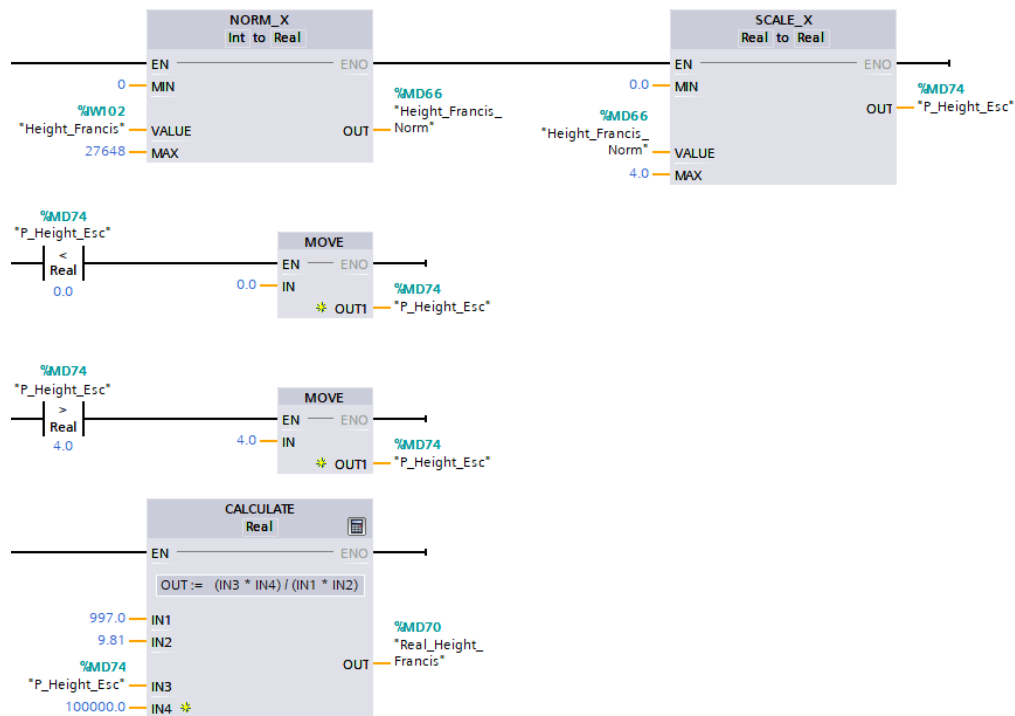 NORM_X
Int to Real
EN
ENO
0
MIN
%IW102
"Height_Francis"
VALUE
27648
MAX
%MD66
"Height_Francis_
Norm"
OUT
SCALE_X
Real to Real
EN
ENO
0.0
MIN
%MD66
"Height_Francis_
Norm"
VALUE
4.0
MAX
%MD74
OUT
"P_Height_Esc"
%MD74
"P_Height_Esc"
<
Real
0.0
MOVE
EN
ENO
0.0
IN
%MD74
OUT1
"P_Height_Esc"
%MD74
"P_Height_Esc"
>
Real
4.0
MOVE
EN
ENO
4.0
IN
%MD74
OUT1
"P_Height_Esc"
CALCULATE
Real
EN
ENO
OUT := (IN3 * IN4) / (IN1 * IN2)
997.0
IN1
9.81
IN2
%MD74
"P_Height_Esc"
IN3
100000.0
IN4
%MD70
"Real_Height_
Francis"
OUT